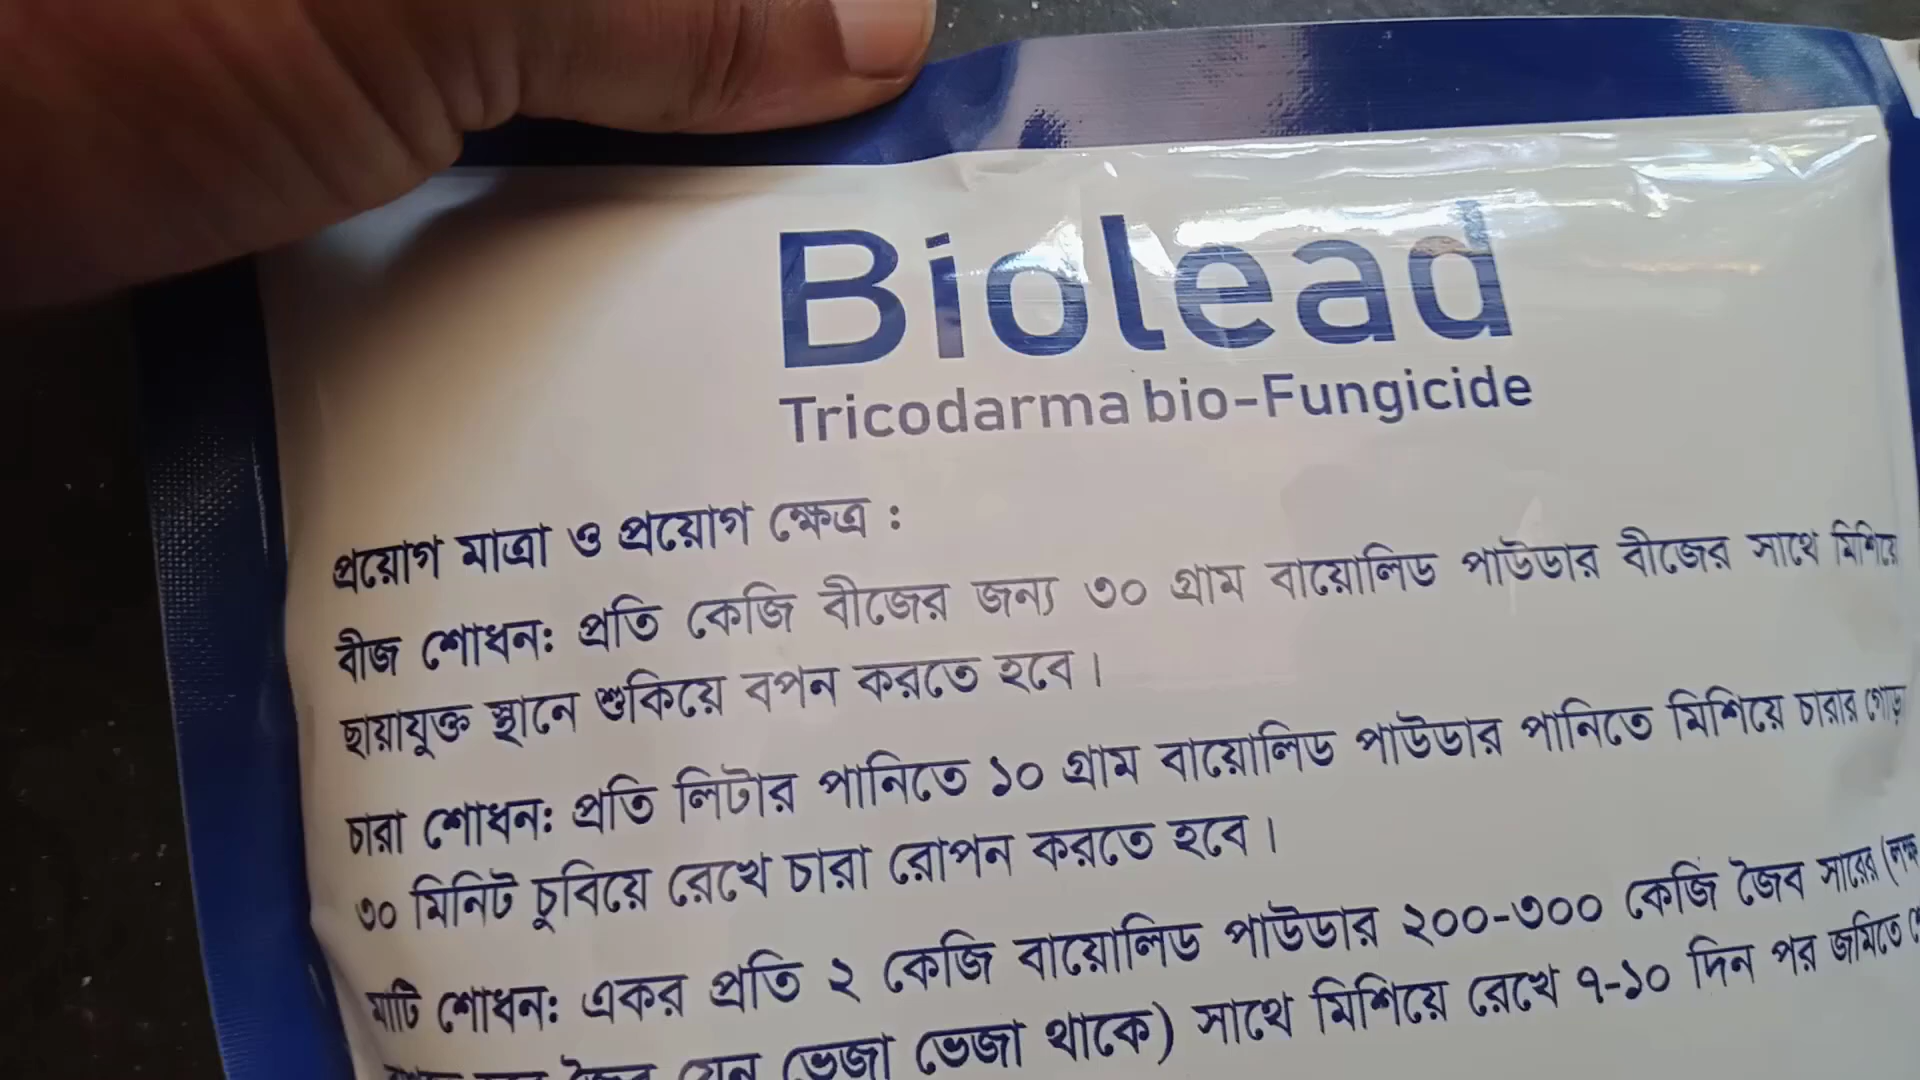 Biolead
Tricodarma bio-Fungicide
প্রয়োগ মাত্রা ও প্রয়োগ ক্ষেত্র :
বীজ শোধন: প্রতি কেজি বীজের জন্য ৩০ গ্রাম বায়োলিড পাউডার বীজের সাথে মিশিয়ে
ছায়াযুক্ত স্থানে শুকিয়ে বপন করতে হবে।
চারা শোধন: প্রতি লিটার পানিতে ১০ গ্রাম বায়োলিড পাউডার পানিতে মিশিয়ে চারার গোড়া
৩০ মিনিট চুবিয়ে রেখে চারা রোপন করতে হবে।
মাটি শোধন: একর প্রতি ২ কেজি বায়োলিড পাউডার ২০০-৩০০ কেজি জৈব সারের (লক্ষ
ভেজা ভেজা থাকে) সাথে মিশিয়ে রেখে ৭-১০ দিন পর জমিতে